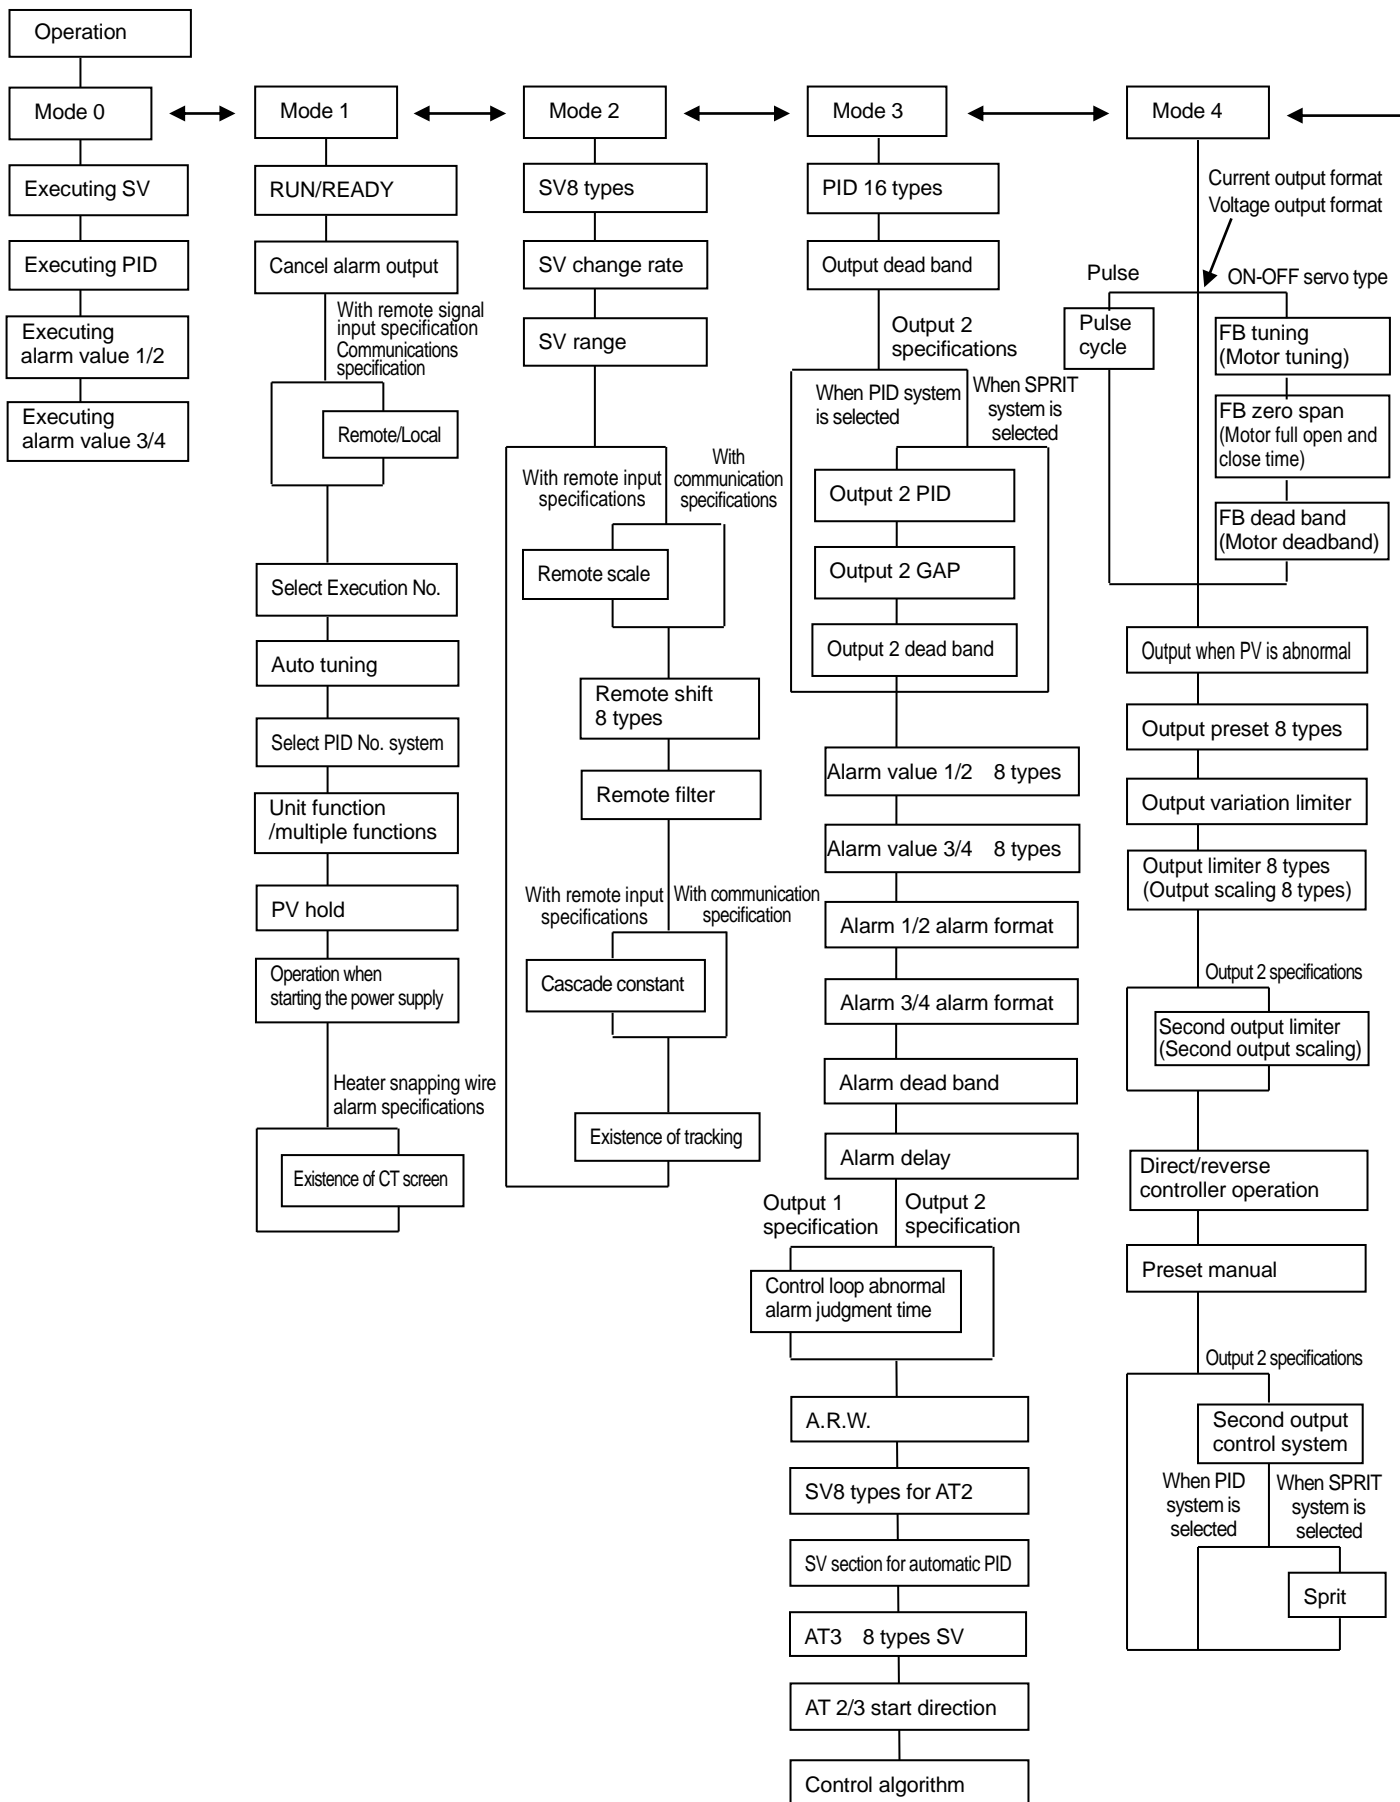 Operation
Mode 0
Executing SV
Executing PID
Executing
alarm value 1/2
Executing
alarm value 3/4
Mode 1
RUN/READY
Cancel alarm output
With remote signal
input specification
Communications
specification
Remote/Local
Select Execution No.
Auto tuning
Select PID No. system
Unit function
/multiple functions
PV hold
Operation when
starting the power supply
Heater snapping wire
alarm specifications
Existence of CT screen
Mode 2
SV8 types
SV change rate
SV range
With remote input
specifications
With
communication
specifications
Remote scale
Remote shift
8 types
Remote filter
With remote input
specifications
With communication
specification
Cascade constant
Existence of tracking
Mode 3
PID 16 types
Output dead band
Output 2
specifications
When PID system
is selected
When SPRIT
system is
selected
Output 2 PID
Output 2 GAP
Output 2 dead band
Alarm value 1/2 8 types
Alarm value 3/4 8 types
Alarm 1/2 alarm format
Alarm 3/4 alarm format
Alarm dead band
Alarm delay
Output 1
specification
Output 2
specification
Control loop abnormal
alarm judgment time
A.R.W.
SV8 types for AT2
SV section for automatic PID
AT3 8 types SV
AT 2/3 start direction
Control algorithm
Mode 4
Current output format
Voltage output format
Pulse
ON-OFF servo type
Pulse
cycle
FB tuning
(Motor tuning)
FB zero span
(Motor full open and
close time)
FB dead band
(Motor deadband)
Output when PV is abnormal
Output preset 8 types
Output variation limiter
Output limiter 8 types
(Output scaling 8 types)
Output 2 specifications
Second output limiter
(Second output scaling)
Direct/reverse
controller operation
Preset manual
Output 2 specifications
Second output
control system
When PID
system is
selected
When SPRIT
system is
selected
Sprit